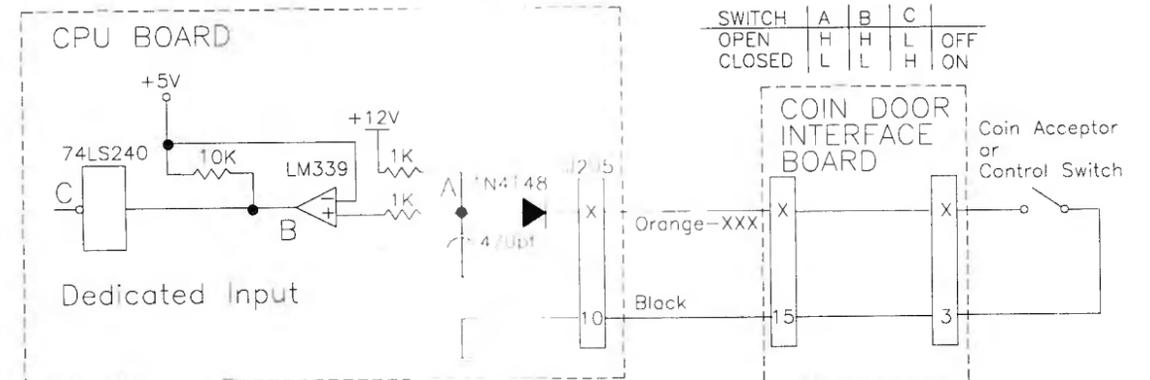 SWITCH A B C
OPEN H H L OFF
CLOSED L L H ON
CPU BOARD
+5V
+12V
COIN DOOR
INTERFACE
BOARD
Coin Acceptor
or
Control Switch
74LS240
10K
LM339
1K
1K
A
1N4148
J205
C
B
X
X
X
Orange-XXX
470pf
Dedicated Input
Black
10
15
3